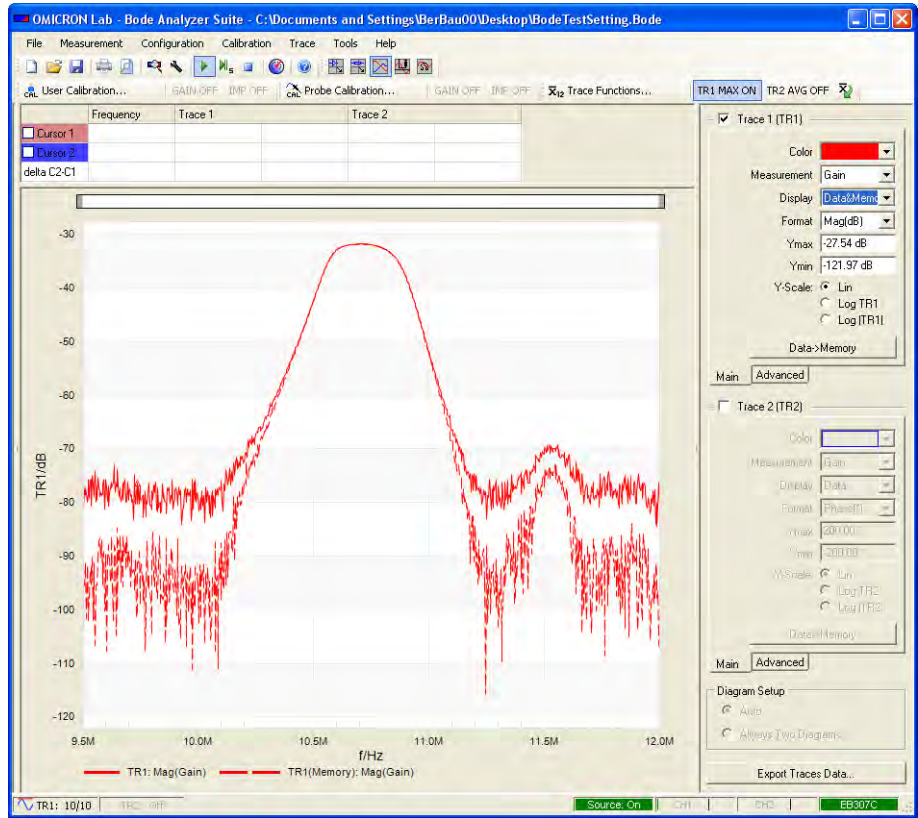 OMICRON Lab - Bode Analyzer Suite - C:\Documents and Settings\BerBau00\Desktop\BodeTestSetting.Bode
File Measurement Configuration Calibration Trace Tools Help
CAL User Calibration... GAIN OFF IMP OFF CAL Probe Calibration... GAIN OFF IMP OFF X12 Trace Functions... TR1 MAX ON TR2 AVG OFF
Frequency Trace 1 Trace 2
Cursor 1
Cursor 2
delta C2-C1
Trace 1 (TR1)
Color
Measurement Gain
Display Data&Memo
Format Mag(dB)
Ymax -27.54 dB
Ymin -121.97 dB
Y-Scale: Lin
Log TR1
Log |TR1|
Data->Memory
Main Advanced
Trace 2 (TR2)
Color
Measurement Gain
Display Data
Format Phase(°)
Ymax 200.00
Ymin -200.00
Y-Scale: Lin
Log TR2
Log |TR2|
Data->Memory
Main Advanced
Diagram Setup
Auto
Always Two Diagrams
Export Traces Data...
TR1/dB
-30
-40
-50
-60
-70
-80
-90
-100
-110
-120
9.5M 10.0M 10.5M 11.0M 11.5M 12.0M
f/Hz
TR1: Mag(Gain) TR1(Memory): Mag(Gain)
TR1: 10/10 TR2: Off Source: On CH1 CH2 EB307C